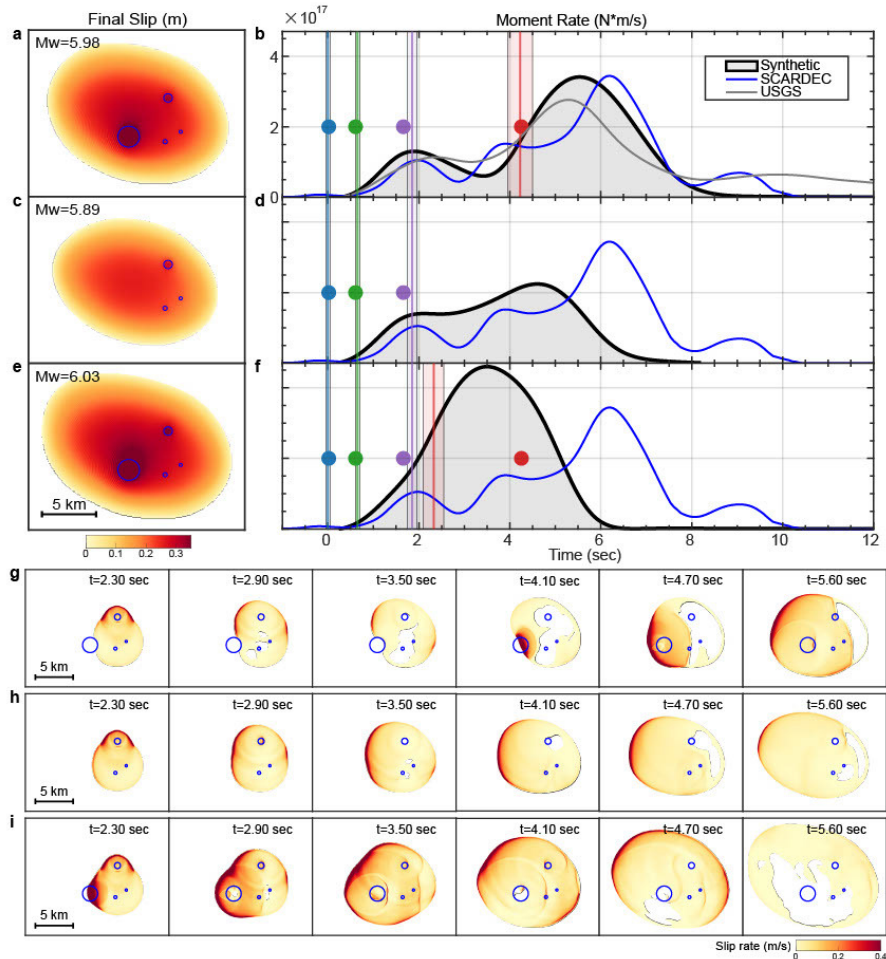 Final Slip (m)
Moment Rate (N*m/s)
× 10¹⁷
a
Mw=5.98
b
4
2
0
Synthetic
SCARDEC
USGS
c
Mw=5.89
d
e
Mw=6.03
f
5 km
0 0.1 0.2 0.3
0 2 4 6 8 10 12
Time (sec)
g
t=2.30 sec t=2.90 sec t=3.50 sec t=4.10 sec t=4.70 sec t=5.60 sec
5 km
h
t=2.30 sec t=2.90 sec t=3.50 sec t=4.10 sec t=4.70 sec t=5.60 sec
5 km
i
t=2.30 sec t=2.90 sec t=3.50 sec t=4.10 sec t=4.70 sec t=5.60 sec
5 km
Slip rate (m/s)
0 0.2 0.4